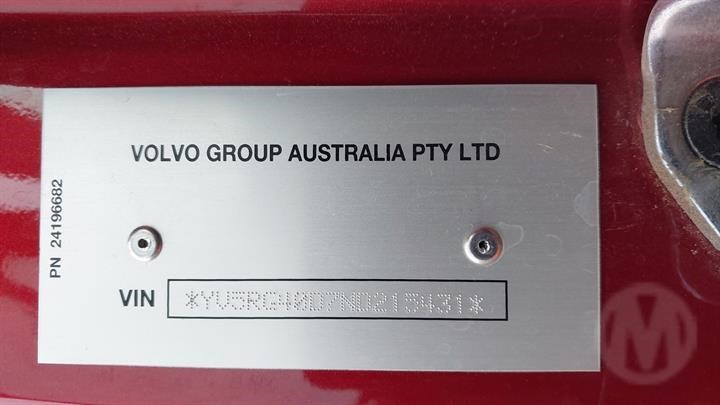 VOLVO GROUP AUSTRALIA PTY LTD
PN 24196682
VIN *YV5RG40D7ND215431*
M